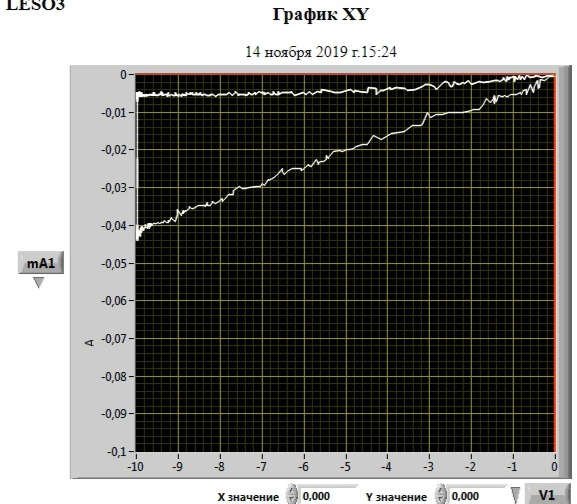 LESO3
График XY
14 ноября 2019 г.15:24
0
-0,01
-0,02
-0,03
-0,04
-0,05
-0,06
-0,07
-0,08
-0,09
-0,1
mA1
A
-10 -9 -8 -7 -6 -5 -4 -3 -2 -1 0
X значение 0,000 Y значение 0,000 V1